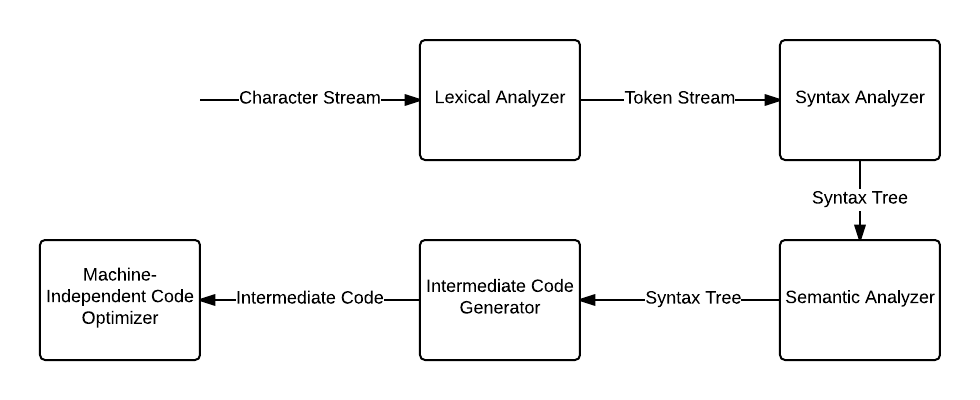 Character Stream
Lexical Analyzer
Token Stream
Syntax Analyzer
Syntax Tree
Semantic Analyzer
Syntax Tree
Intermediate Code
Generator
Intermediate Code
Machine-
Independent Code
Optimizer